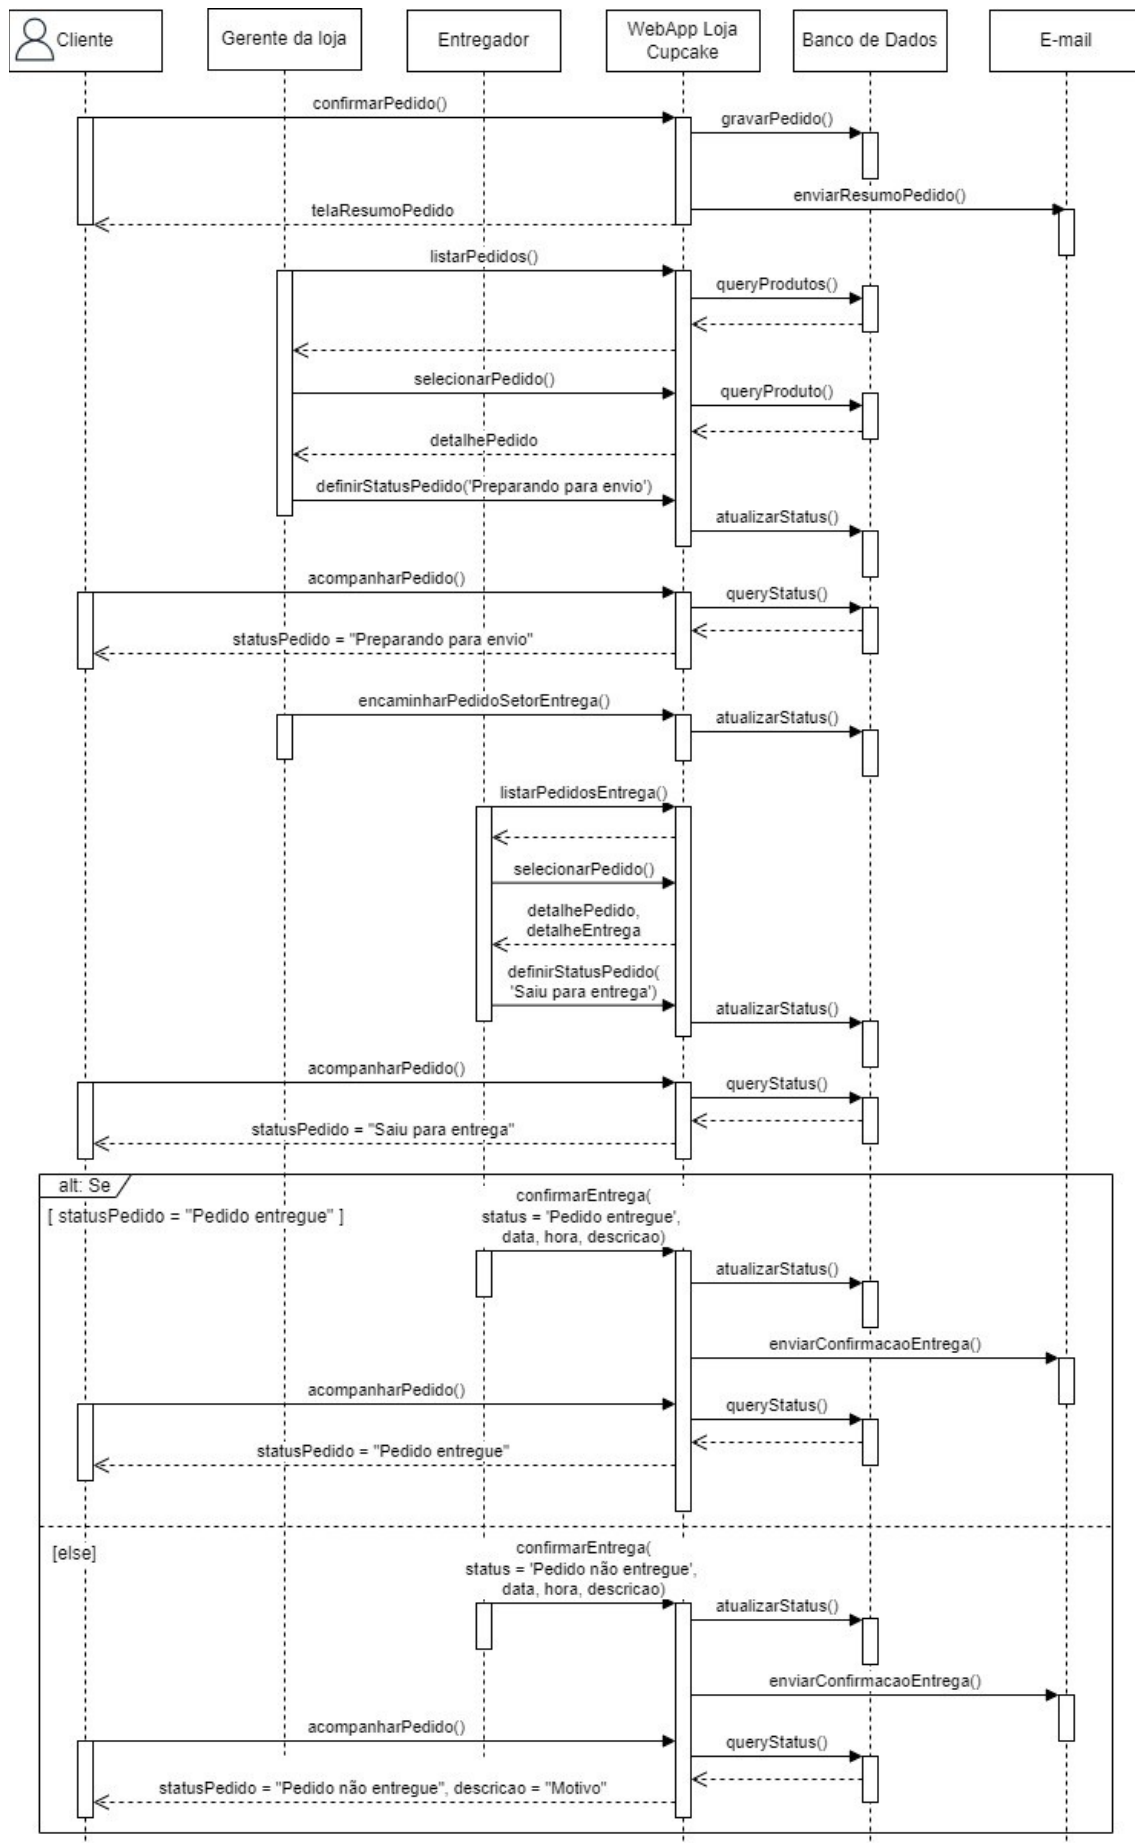 Cliente
Gerente da loja
Entregador
WebApp Loja
Cupcake
Banco de Dados
E-mail
confirmarPedido()
gravarPedido()
enviarResumoPedido()
telaResumoPedido
listarPedidos()
queryProdutos()
selecionarPedido()
queryProduto()
detalhePedido
definirStatusPedido('Preparando para envio')
atualizarStatus()
acompanharPedido()
queryStatus()
statusPedido = "Preparando para envio"
encaminharPedidoSetorEntrega()
atualizarStatus()
listarPedidosEntrega()
selecionarPedido()
detalhePedido,
detalheEntrega
definirStatusPedido(
'Saiu para entrega')
atualizarStatus()
acompanharPedido()
queryStatus()
statusPedido = "Saiu para entrega"
alt: Se
[ statusPedido = "Pedido entregue" ]
confirmarEntrega(
status = 'Pedido entregue',
data, hora, descricao)
atualizarStatus()
enviarConfirmacaoEntrega()
acompanharPedido()
queryStatus()
statusPedido = "Pedido entregue"
[else]
confirmarEntrega(
status = 'Pedido não entregue',
data, hora, descricao)
atualizarStatus()
enviarConfirmacaoEntrega()
acompanharPedido()
queryStatus()
statusPedido = "Pedido não entregue", descricao = "Motivo"